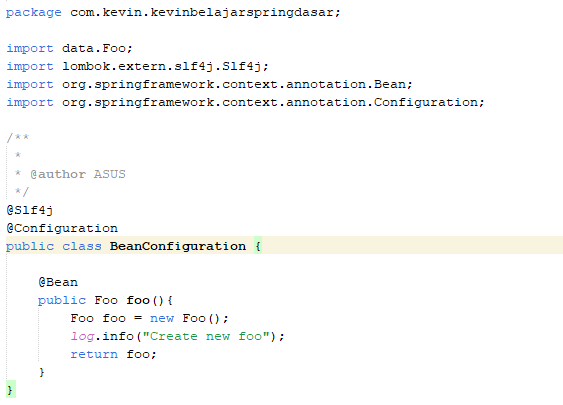 package com.kevin.kevinbelajarspringdasar;
import data.Foo;
import lombok.extern.slf4j.Slf4j;
import org.springframework.context.annotation.Bean;
import org.springframework.context.annotation.Configuration;
/**
 *
 * @author ASUS
 */
@Slf4j
@Configuration
public class BeanConfiguration {
    @Bean
    public Foo foo(){
        Foo foo = new Foo();
        log.info("Create new foo");
        return foo;
    }
}